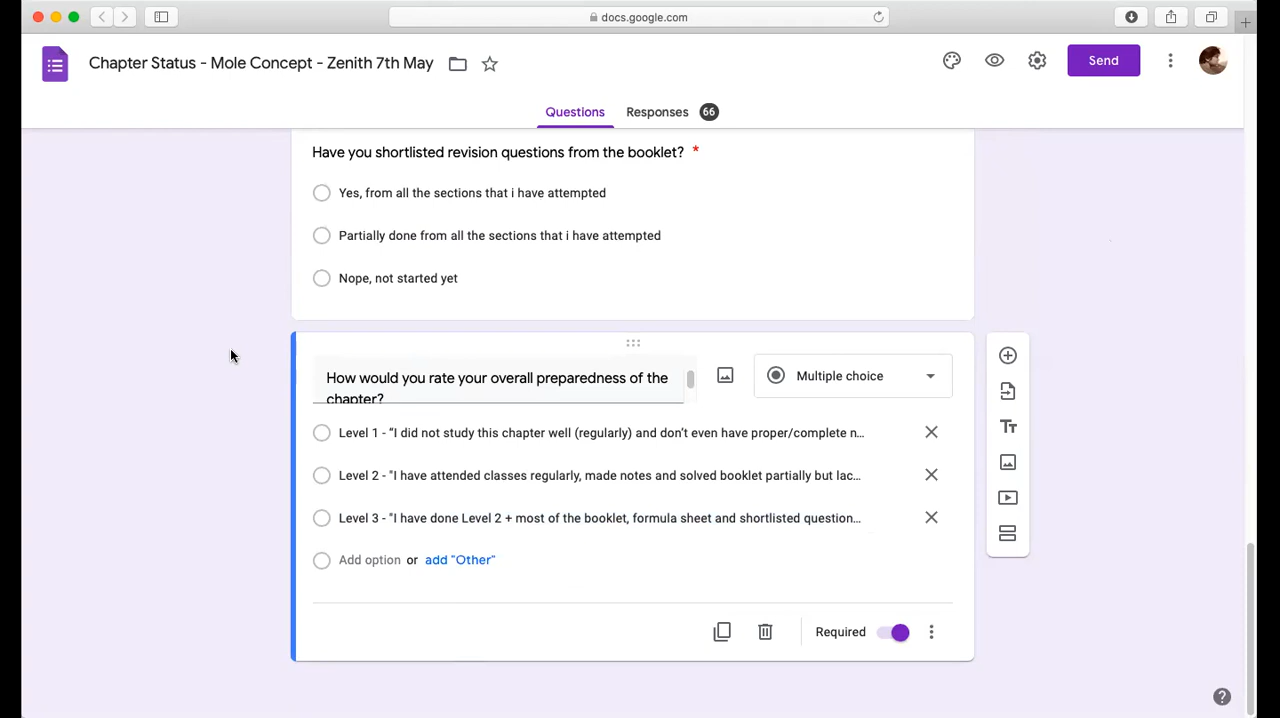 docs.google.com
Chapter Status - Mole Concept - Zenith 7th May
Send
Questions
Responses 66
Have you shortlisted revision questions from the booklet? *
Yes, from all the sections that i have attempted
Partially done from all the sections that i have attempted
Nope, not started yet
How would you rate your overall preparedness of the
chapter?
Multiple choice
Level 1 - “I did not study this chapter well (regularly) and don’t even have proper/complete n...
Level 2 - "I have attended classes regularly, made notes and solved booklet partially but lac...
Level 3 - "I have done Level 2 + most of the booklet, formula sheet and shortlisted question...
Add option or add "Other"
Required